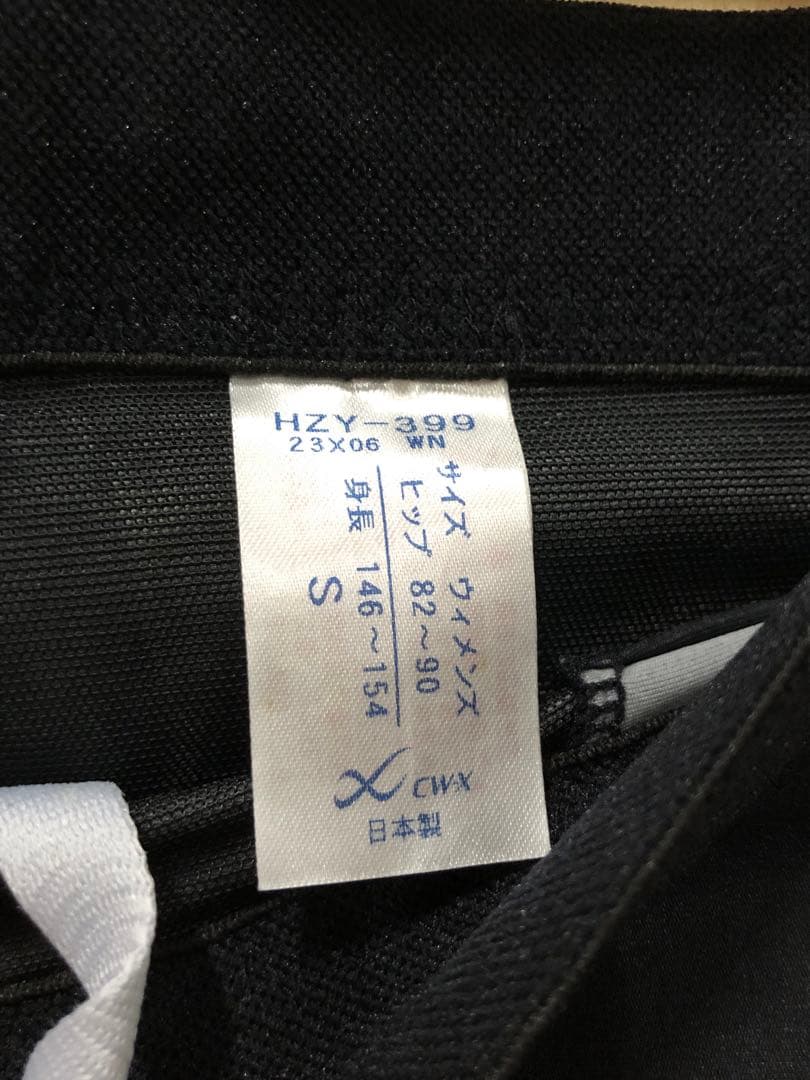 HZY-399
23X06 WN
サイズ ウィメンズ
ヒップ 82～90
身長 146～154
S
CW-X
日本製